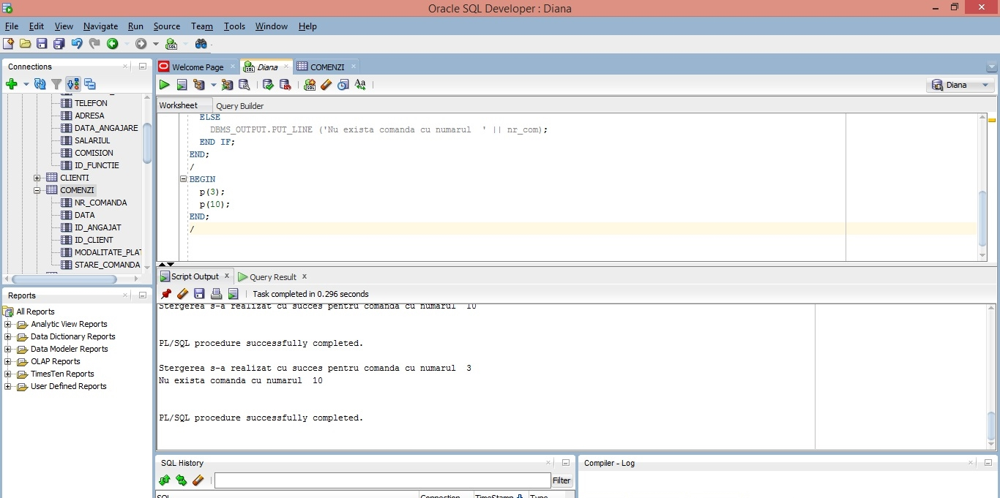 Oracle SQL Developer : Diana
File Edit View Navigate Run Source Team Tools Window Help
Connections
TELEFON
ADRESA
DATA_ANGAJARE
SALARIUL
COMISION
ID_FUNCTIE
CLIENTI
COMENZI
NR_COMANDA
DATA
ID_ANGAJAT
ID_CLIENT
MODALITATE_PLAT
STARE_COMANDA
Reports
All Reports
Analytic View Reports
Data Dictionary Reports
Data Modeler Reports
OLAP Reports
TimesTen Reports
User Defined Reports
Welcome Page Diana COMENZI
Diana
Worksheet Query Builder
ELSE
DBMS_OUTPUT.PUT_LINE ('Nu exista comanda cu numarul  ' || nr_com);
END IF;
END;
/
BEGIN
p(3);
p(10);
END;
/
Script Output x Query Result x
Task completed in 0.296 seconds
Stergerea s-a realizat cu succes pentru comanda cu numarul  10
PL/SQL procedure successfully completed.
Stergerea s-a realizat cu succes pentru comanda cu numarul  3
Nu exista comanda cu numarul  10
PL/SQL procedure successfully completed.
SQL History
Filter
SQL Connection TimeStamp Type
Compiler - Log